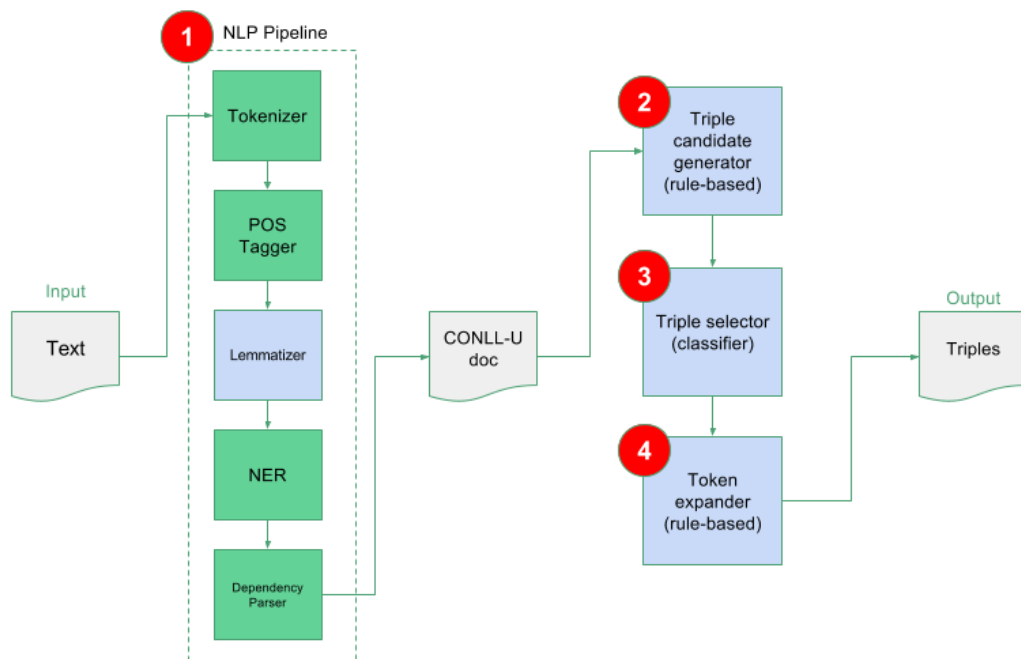 1
NLP Pipeline
Tokenizer
POS
Tagger
Lemmatizer
NER
Dependency
Parser
Input
Text
CONLL-U
doc
2
Triple
candidate
generator
(rule-based)
3
Triple selector
(classifier)
4
Token
expander
(rule-based)
Output
Triples